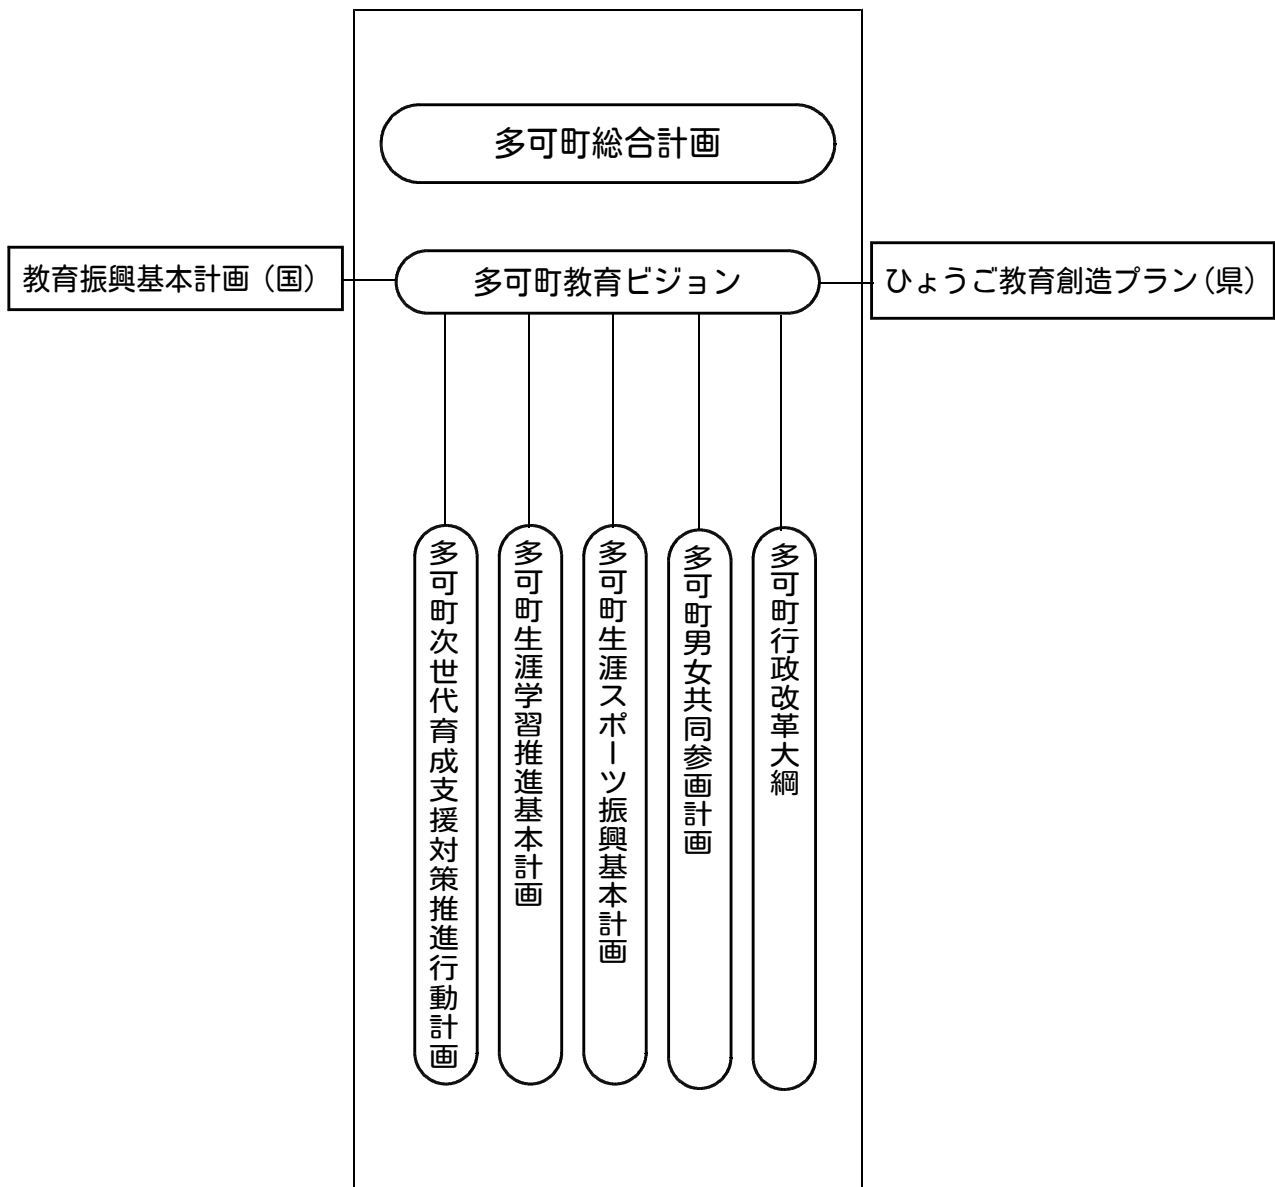 多可町総合計画
教育振興基本計画（国）
多可町教育ビジョン
ひょうご教育創造プラン（県）
多可町次世代育成支援対策推進行動計画
多可町生涯学習推進基本計画
多可町生涯スポーツ振興基本計画
多可町男女共同参画計画
多可町行政改革大綱